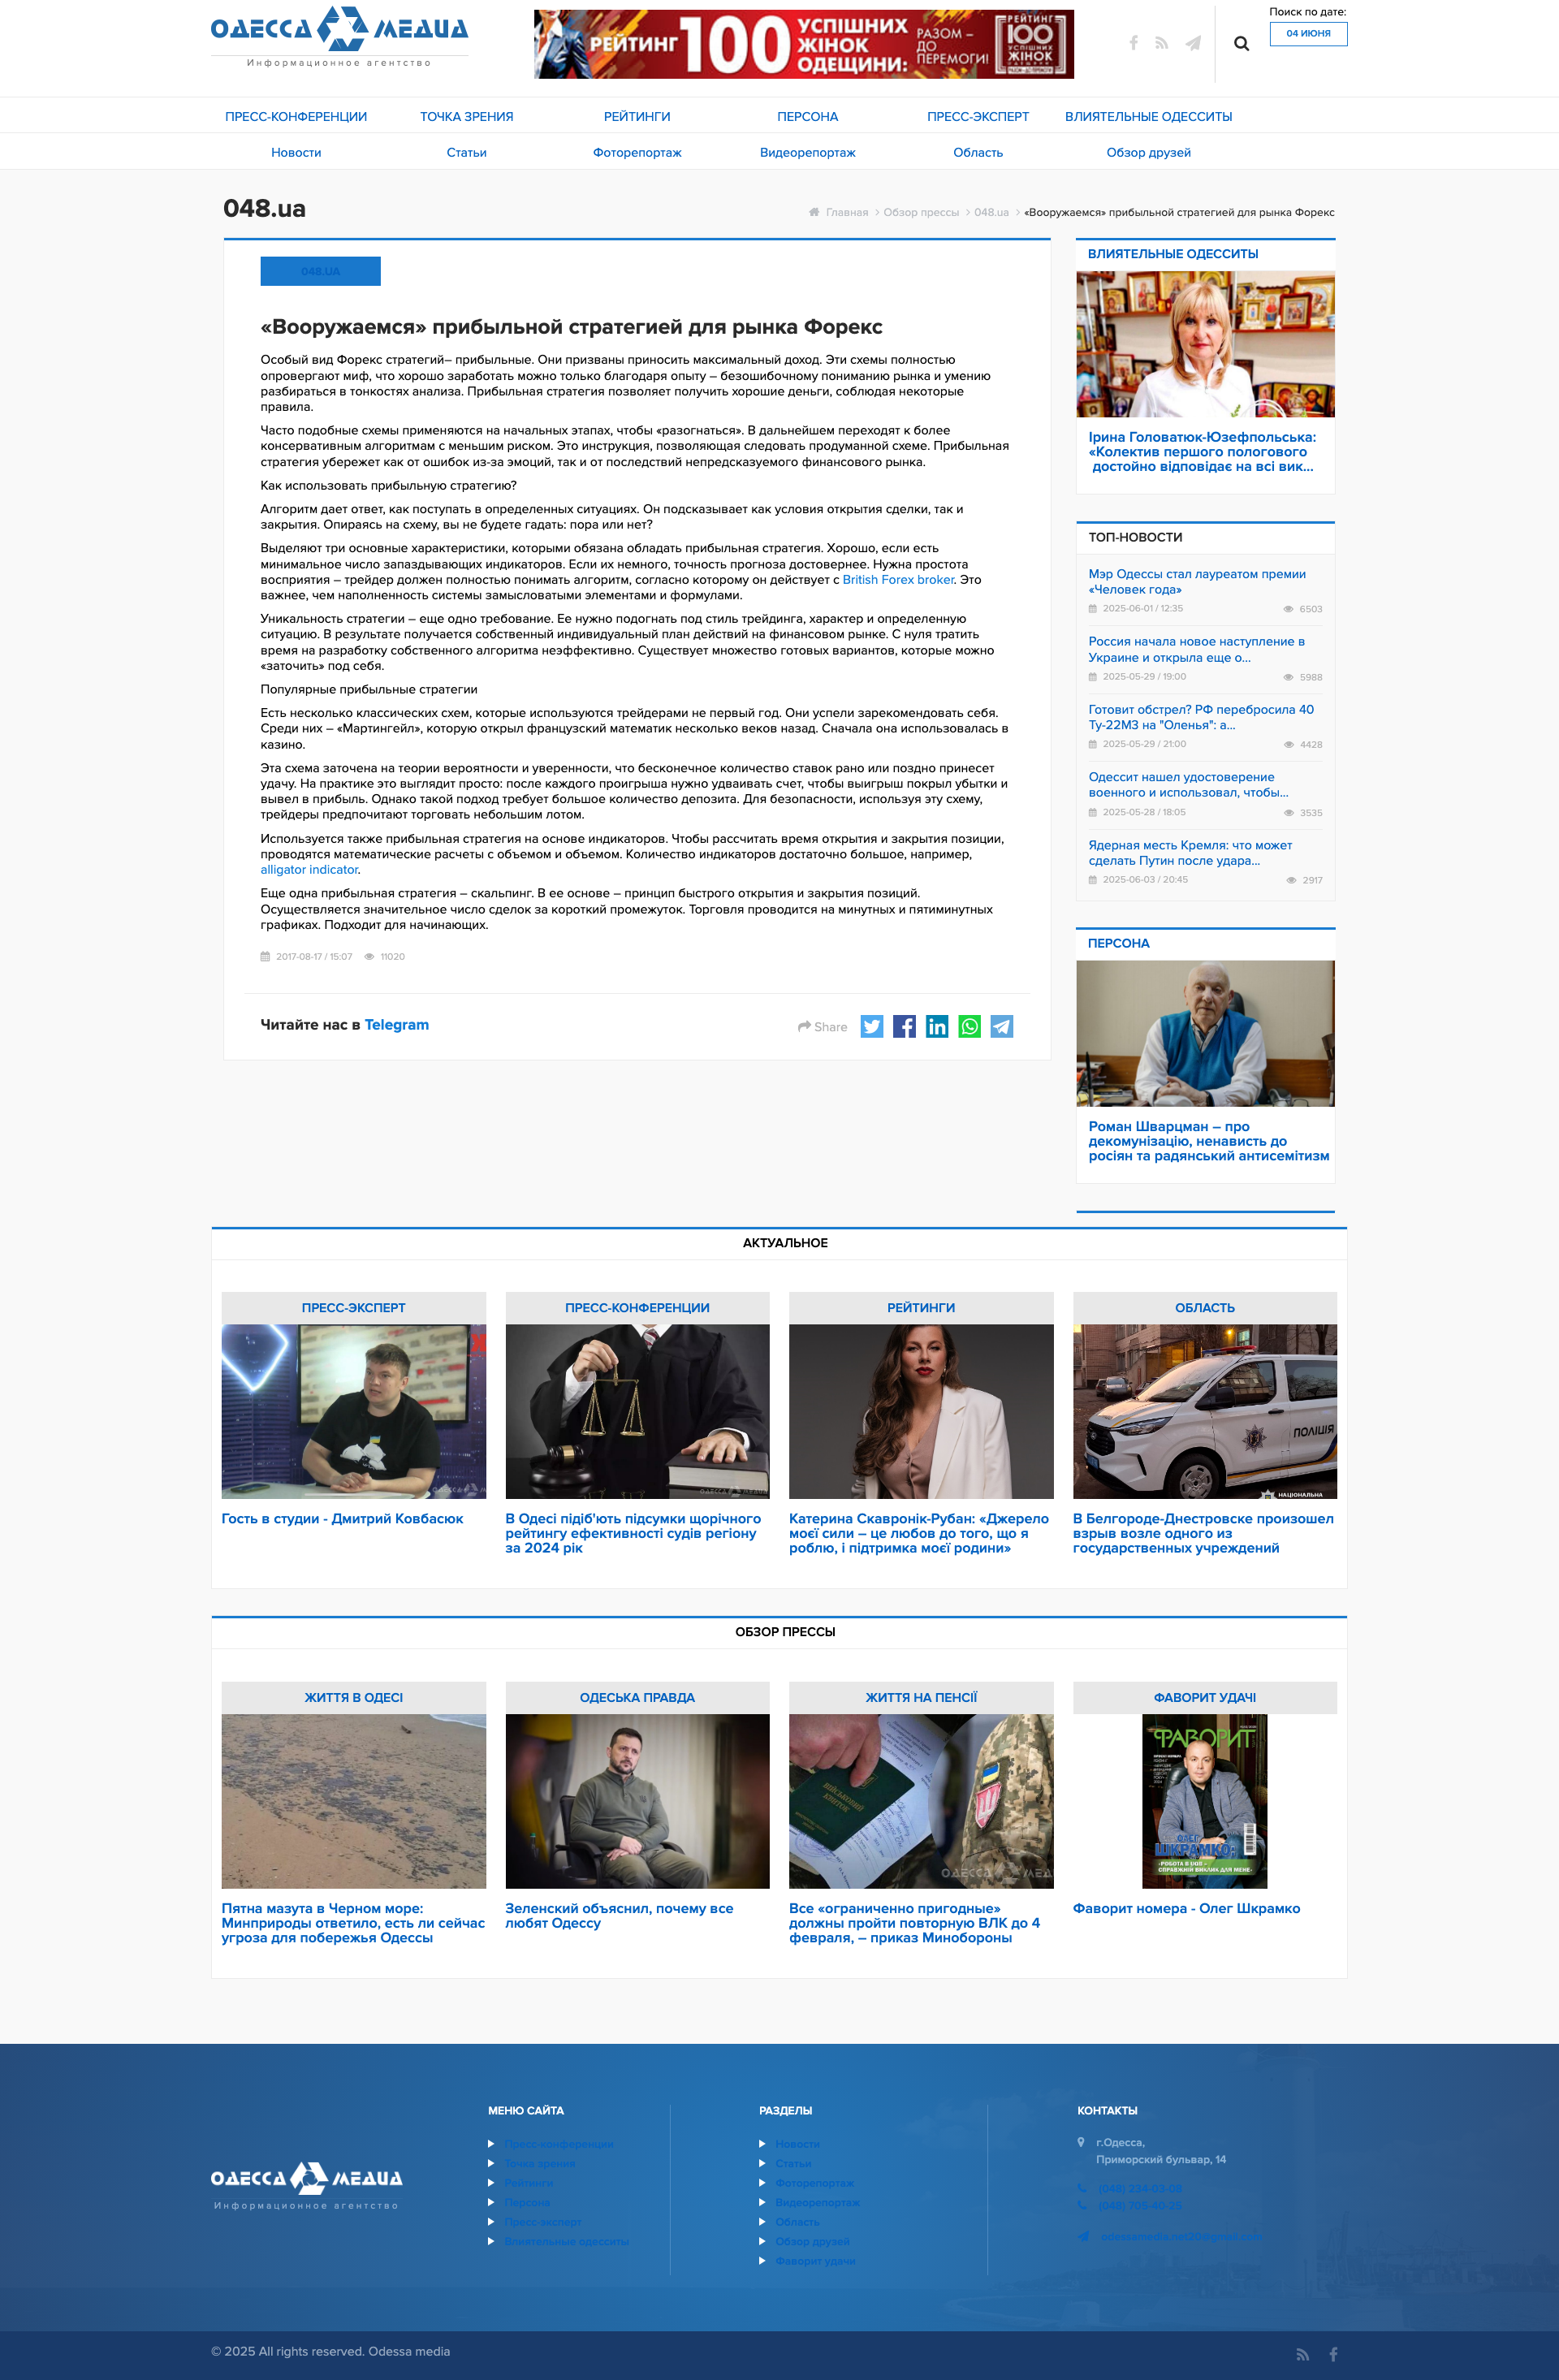 ОДЕССА МЕДИА
Информационное агентство
РЕЙТИНГ 100 УСПІШНИХ ЖІНОК ОДЕЩИНИ:
РАЗОМ – ДО ПЕРЕМОГИ!
РЕЙТИНГ
100
УСПІШНИХ
ЖІНОК
Поиск по дате:
04 ИЮНЯ
ПРЕСС-КОНФЕРЕНЦИИ ТОЧКА ЗРЕНИЯ РЕЙТИНГИ ПЕРСОНА ПРЕСС-ЭКСПЕРТ ВЛИЯТЕЛЬНЫЕ ОДЕССИТЫ
Новости Статьи Фоторепортаж Видеорепортаж Область Обзор друзей
048.ua
Главная > Обзор прессы > 048.ua > «Вооружаемся» прибыльной стратегией для рынка Форекс
048.UA
«Вооружаемся» прибыльной стратегией для рынка Форекс
Особый вид Форекс стратегий– прибыльные. Они призваны приносить максимальный доход. Эти схемы полностью
опровергают миф, что хорошо заработать можно только благодаря опыту – безошибочному пониманию рынка и умению
разбираться в тонкостях анализа. Прибыльная стратегия позволяет получить хорошие деньги, соблюдая некоторые
правила.
Часто подобные схемы применяются на начальных этапах, чтобы «разогнаться». В дальнейшем переходят к более
консервативным алгоритмам с меньшим риском. Это инструкция, позволяющая следовать продуманной схеме. Прибыльная
стратегия убережет как от ошибок из-за эмоций, так и от последствий непредсказуемого финансового рынка.
Как использовать прибыльную стратегию?
Алгоритм дает ответ, как поступать в определенных ситуациях. Он подсказывает как условия открытия сделки, так и
закрытия. Опираясь на схему, вы не будете гадать: пора или нет?
Выделяют три основные характеристики, которыми обязана обладать прибыльная стратегия. Хорошо, если есть
минимальное число запаздывающих индикаторов. Если их немного, точность прогноза достовернее. Нужна простота
восприятия – трейдер должен полностью понимать алгоритм, согласно которому он действует с British Forex broker. Это
важнее, чем наполненность системы замысловатыми элементами и формулами.
Уникальность стратегии – еще одно требование. Ее нужно подогнать под стиль трейдинга, характер и определенную
ситуацию. В результате получается собственный индивидуальный план действий на финансовом рынке. С нуля тратить
время на разработку собственного алгоритма неэффективно. Существует множество готовых вариантов, которые можно
«заточить» под себя.
Популярные прибыльные стратегии
Есть несколько классических схем, которые используются трейдерами не первый год. Они успели зарекомендовать себя.
Среди них – «Мартингейл», которую открыл французский математик несколько веков назад. Сначала она использовалась в
казино.
Эта схема заточена на теории вероятности и уверенности, что бесконечное количество ставок рано или поздно принесет
удачу. На практике это выглядит просто: после каждого проигрыша нужно удваивать счет, чтобы выигрыш покрыл убытки и
вывел в прибыль. Однако такой подход требует большое количество депозита. Для безопасности, используя эту схему,
трейдеры предпочитают торговать небольшим лотом.
Используется также прибыльная стратегия на основе индикаторов. Чтобы рассчитать время открытия и закрытия позиции,
проводятся математические расчеты с объемом и объемом. Количество индикаторов достаточно большое, например,
alligator indicator.
Еще одна прибыльная стратегия – скальпинг. В ее основе – принцип быстрого открытия и закрытия позиций.
Осуществляется значительное число сделок за короткий промежуток. Торговля проводится на минутных и пятиминутных
графиках. Подходит для начинающих.
2017-08-17 / 15:07 11020
Читайте нас в Telegram
Share
ВЛИЯТЕЛЬНЫЕ ОДЕССИТЫ
Ірина Головатюк-Юзефпольська:
«Колектив першого пологового
достойно відповідає на всі вик...
ТОП-НОВОСТИ
Мэр Одессы стал лауреатом премии
«Человек года»
2025-06-01 / 12:35 6503
Россия начала новое наступление в
Украине и открыла еще о...
2025-05-29 / 19:00 5988
Готовит обстрел? РФ перебросила 40
Ту-22М3 на "Оленья": а...
2025-05-29 / 21:00 4428
Одессит нашел удостоверение
военного и использовал, чтобы...
2025-05-28 / 18:05 3535
Ядерная месть Кремля: что может
сделать Путин после удара...
2025-06-03 / 20:45 2917
ПЕРСОНА
Роман Шварцман – про
декомунізацію, ненависть до
росіян та радянський антисемітизм
АКТУАЛЬНОЕ
ПРЕСС-ЭКСПЕРТ ПРЕСС-КОНФЕРЕНЦИИ РЕЙТИНГИ ОБЛАСТЬ
ПОЛІЦІЯ
НАЦІОНАЛЬНА
Гость в студии - Дмитрий Ковбасюк
В Одесі підіб'ють підсумки щорічного
рейтингу ефективності судів регіону
за 2024 рік
Катерина Скавронік-Рубан: «Джерело
моєї сили – це любов до того, що я
роблю, і підтримка моєї родини»
В Белгороде-Днестровске произошел
взрыв возле одного из
государственных учреждений
ОБЗОР ПРЕССЫ
ЖИТТЯ В ОДЕСІ ОДЕСЬКА ПРАВДА ЖИТТЯ НА ПЕНСІЇ ФАВОРИТ УДАЧІ
ВІЙСЬКОВИЙ
КВИТОК
ОДЕССА МЕДИА
ФАВОРИТ
ОЛЕГ
ШКРАМКО:
«РОБОТА В UOB –
СПРАВЖНІЙ ВИКЛИК ДЛЯ МЕНЕ»
Пятна мазута в Черном море:
Минприроды ответило, есть ли сейчас
угроза для побережья Одессы
Зеленский объяснил, почему все
любят Одессу
Все «ограниченно пригодные»
должны пройти повторную ВЛК до 4
февраля, – приказ Минобороны
Фаворит номера - Олег Шкрамко
ОДЕССА МЕДИА
Информационное агентство
МЕНЮ САЙТА
Пресс-конференции
Точка зрения
Рейтинги
Персона
Пресс-эксперт
Влиятельные одесситы
РАЗДЕЛЫ
Новости
Статьи
Фоторепортаж
Видеорепортаж
Область
Обзор друзей
Фаворит удачи
КОНТАКТЫ
г.Одесса,
Приморский бульвар, 14
© 2025 All rights reserved. Odessa media